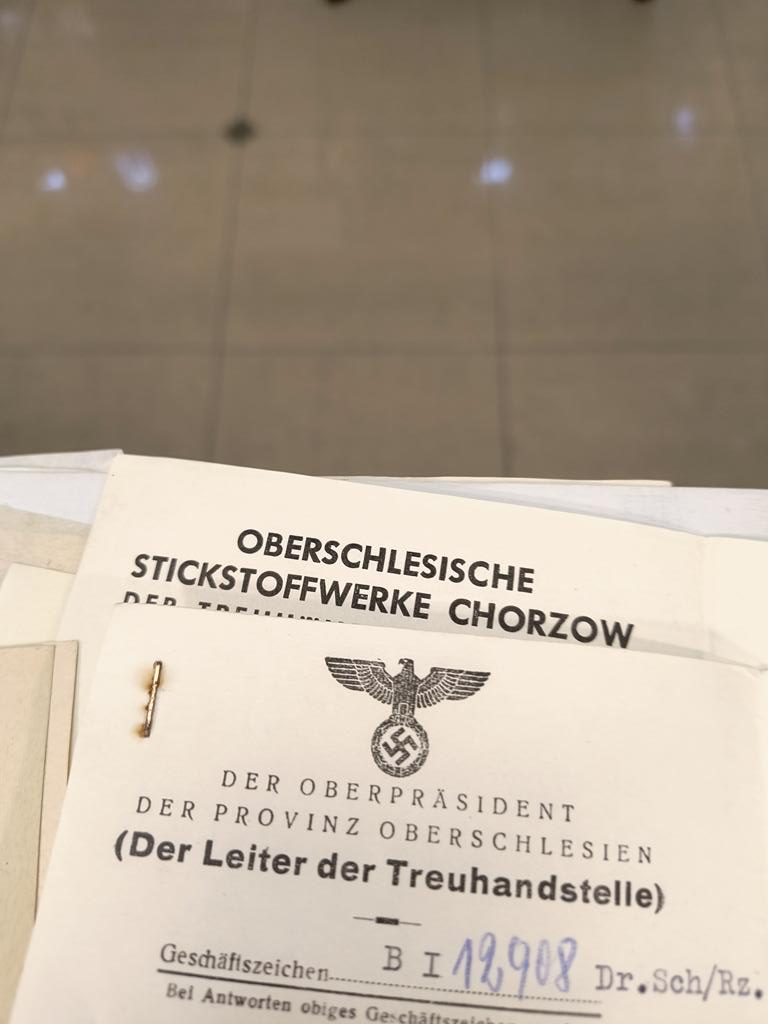 OBERSCHLESISCHE
STICKSTOFFWERKE CHORZOW
DER
DER OBERPRÄSIDENT
DER PROVINZ OBERSCHLESIEN
(Der Leiter der Treuhandstelle)
Geschäftszeichen B I 12908 Dr.Sch/Rz.
Bei Antworten obiges